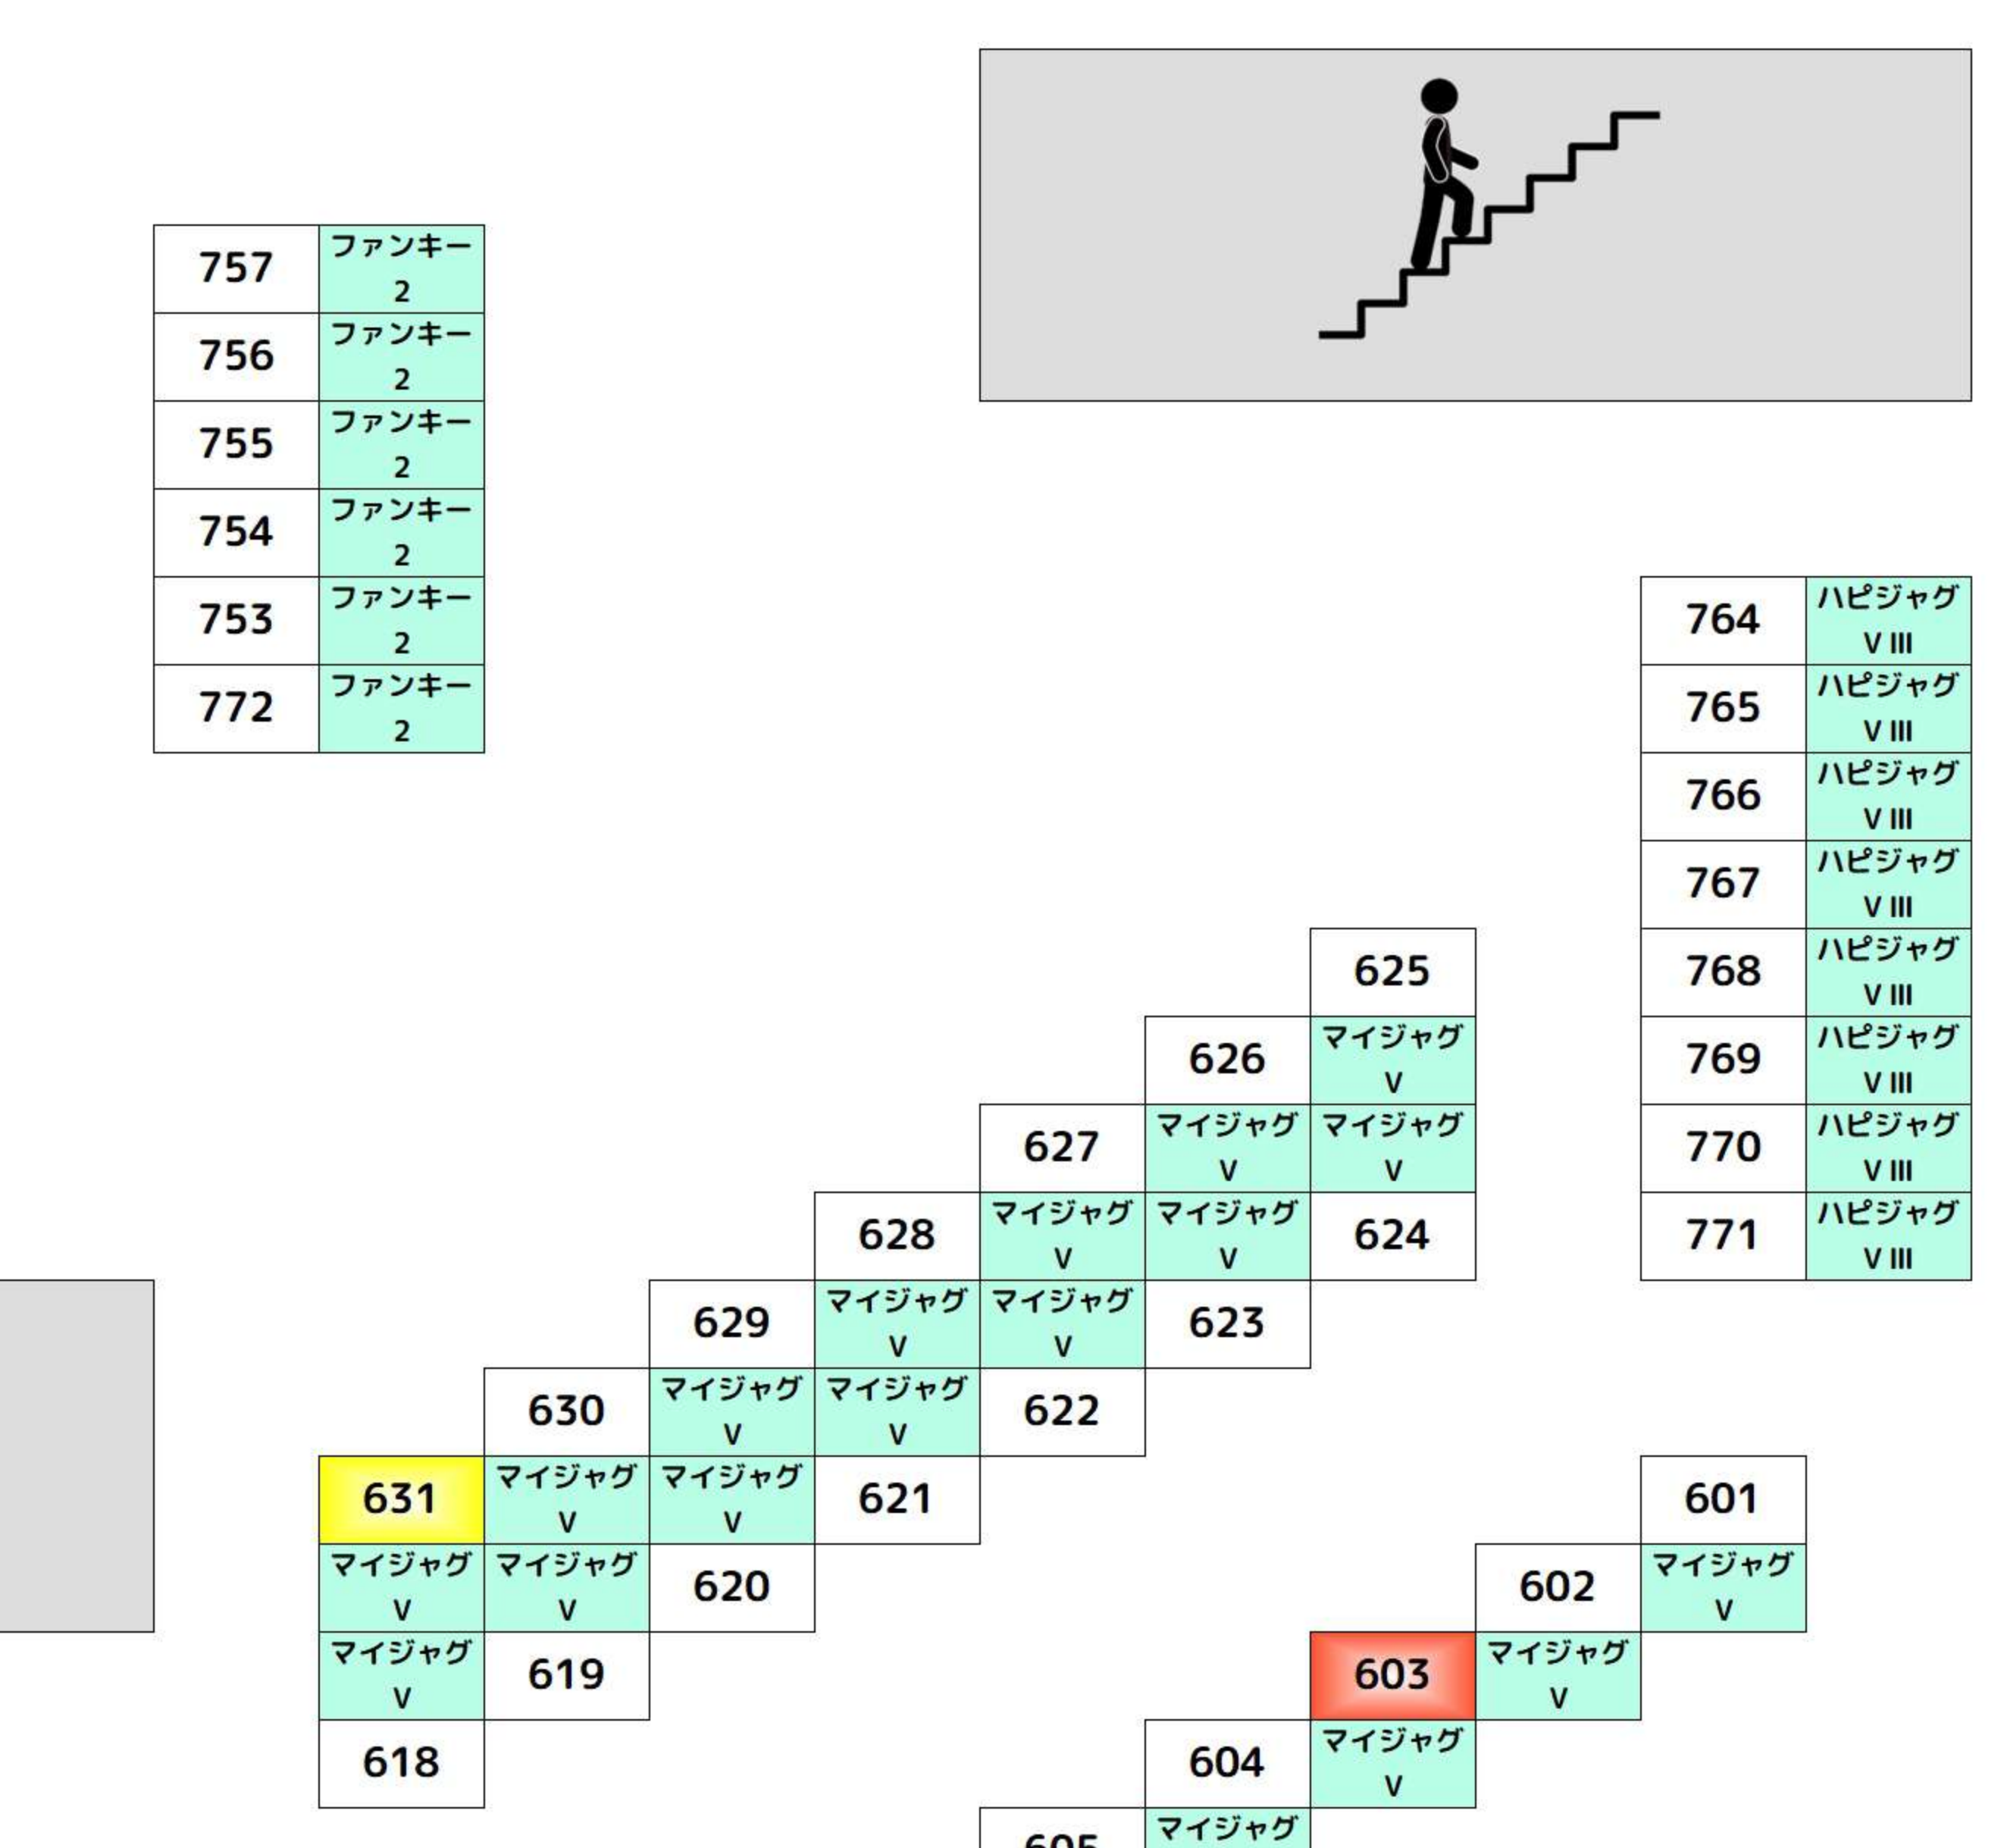 757 ファンキー
2
756 ファンキー
2
755 ファンキー
2
754 ファンキー
2
753 ファンキー
2
772 ファンキー
2
764 ハピジャグ
V III
765 ハピジャグ
V III
766 ハピジャグ
V III
767 ハピジャグ
V III
768 ハピジャグ
V III
769 ハピジャグ
V III
770 ハピジャグ
V III
771 ハピジャグ
V III
625
626 マイジャグ
V
627 マイジャグ マイジャグ
V V
628 マイジャグ マイジャグ 624
V V
629 マイジャグ マイジャグ 623
V V
630 マイジャグ マイジャグ 622
V V
631 マイジャグ マイジャグ 621
V V
マイジャグ マイジャグ 620
V V
マイジャグ 619
V
618
601
602 マイジャグ
V
603 マイジャグ
V
604 マイジャグ
V
605 マイジャグ